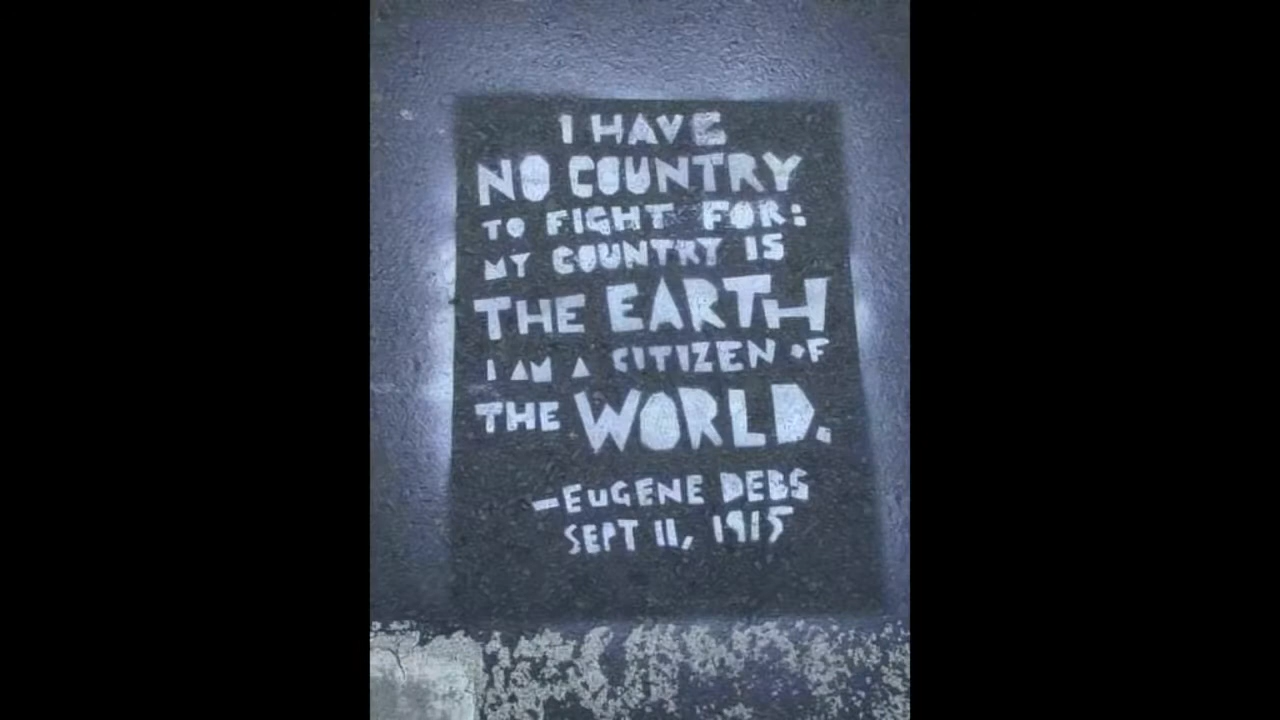 I HAVE
NO COUNTRY
TO FIGHT FOR:
MY COUNTRY IS
THE EARTH
I AM A CITIZEN OF
THE WORLD.
—EUGENE DEBS
SEPT 11, 1915